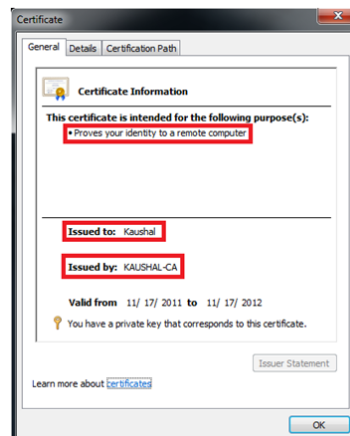 Certificate
General Details Certification Path
Certificate Information
This certificate is intended for the following purpose(s):
• Proves your identity to a remote computer
Issued to: Kaushal
Issued by: KAUSHAL-CA
Valid from 11/ 17/ 2011 to 11/ 17/ 2012
You have a private key that corresponds to this certificate.
Issuer Statement
Learn more about certificates
OK